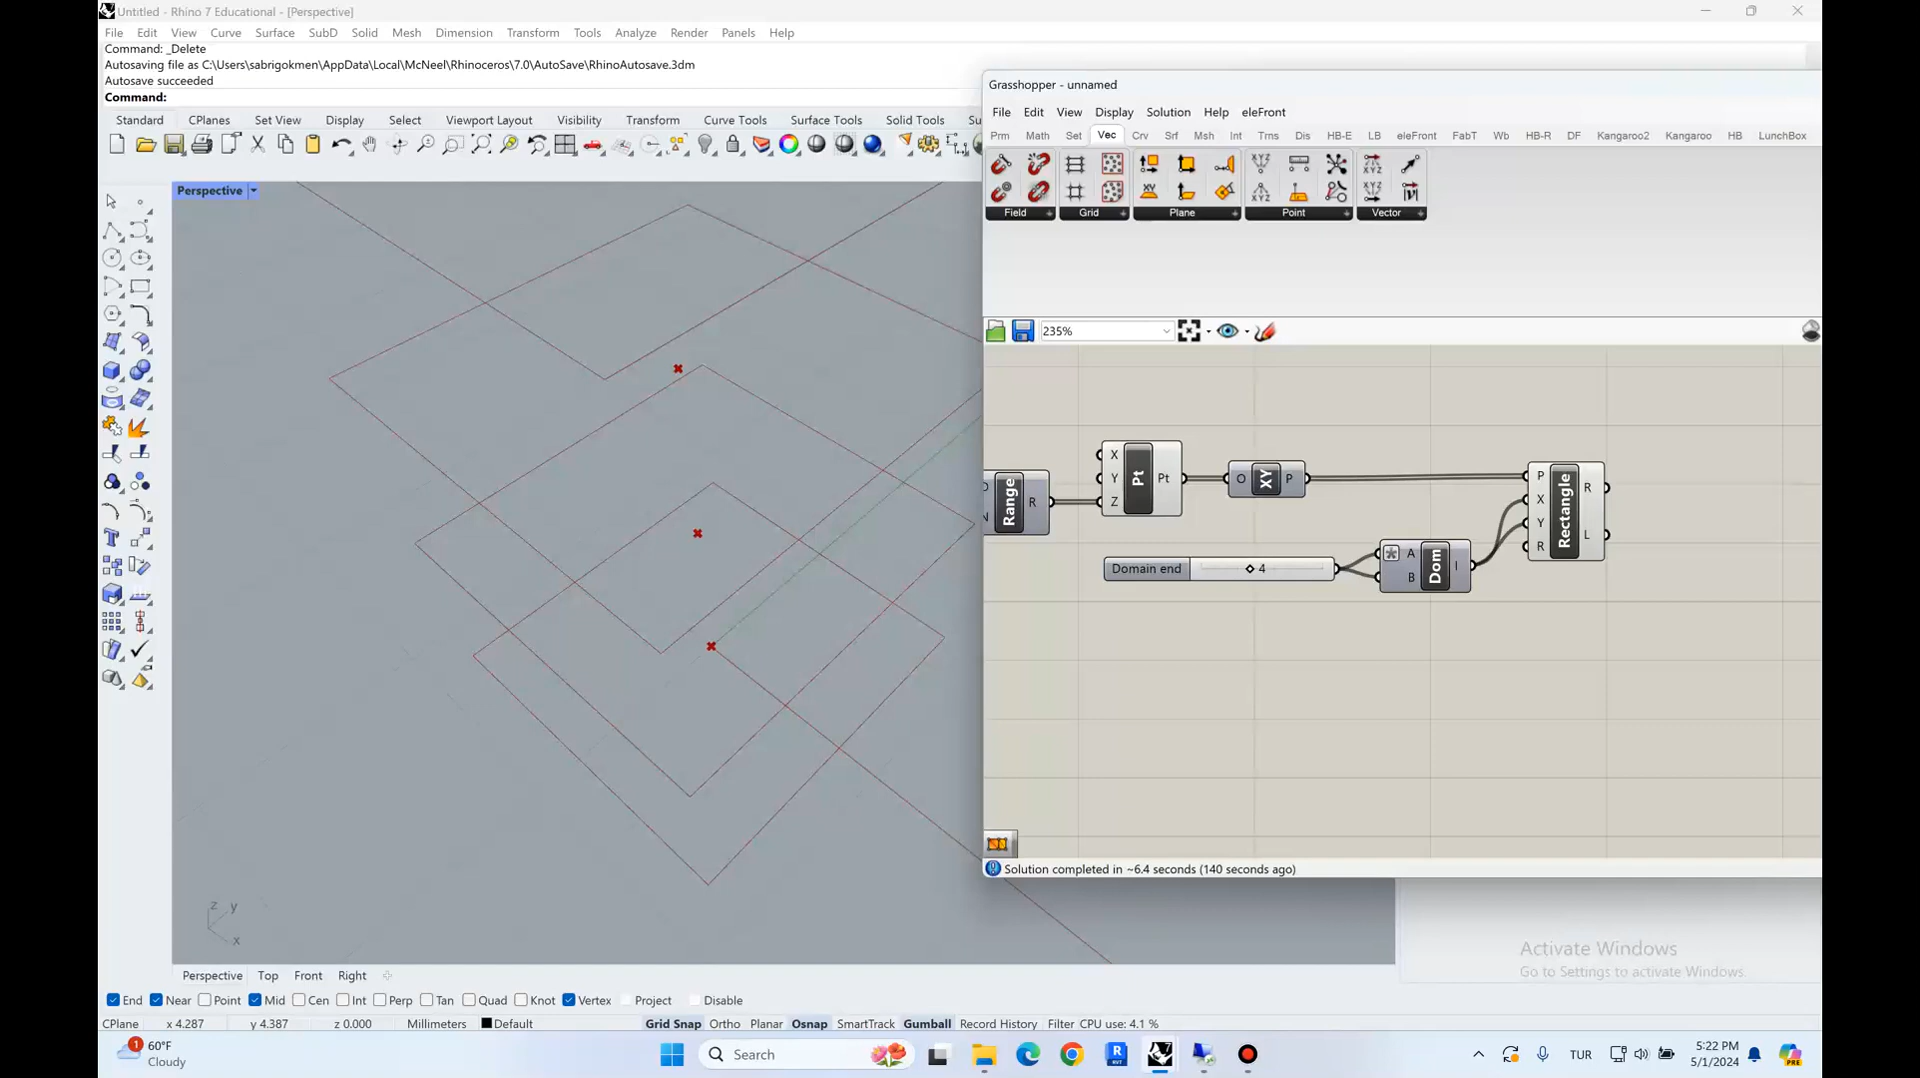 Untitled - Rhino 7 Educational - [Perspective]
File Edit View Curve Surface SubD Solid Mesh Dimension Transform Tools Analyze Render Panels Help
Command: _Delete
Autosaving file as C:\Users\sabrigokmen\AppData\Local\McNeel\Rhinoceros\7.0\AutoSave\RhinoAutosave.3dm
Autosave succeeded
Command:
Standard CPlanes Set View Display Select Viewport Layout Visibility Transform Curve Tools Surface Tools Solid Tools
Perspective
Grasshopper - unnamed
File Edit View Display Solution Help eleFront
Prm Math Set Vec Crv Srf Msh Int Trns Dis HB-E LB eleFront FabT Wb HB-R DF Kangaroo2 Kangaroo HB LunchBox
Field Grid Plane Point Vector
235%
Range N R
X Y Z Pt Pt
O XY P
Domain end 4
A B Dom I
P X Y R Rectangle R L
Solution completed in ~6.4 seconds (140 seconds ago)
z y x
Activate Windows
Go to Settings to activate Windows.
Perspective Top Front Right
End Near Point Mid Cen Int Perp Tan Quad Knot Vertex Project Disable
CPlane x 4.287 y 4.387 z 0.000 Millimeters Default Grid Snap Ortho Planar Osnap SmartTrack Gumball Record History Filter CPU use: 4.1 %
1 60°F
Cloudy
Search
TUR
5:22 PM
5/1/2024
PRE